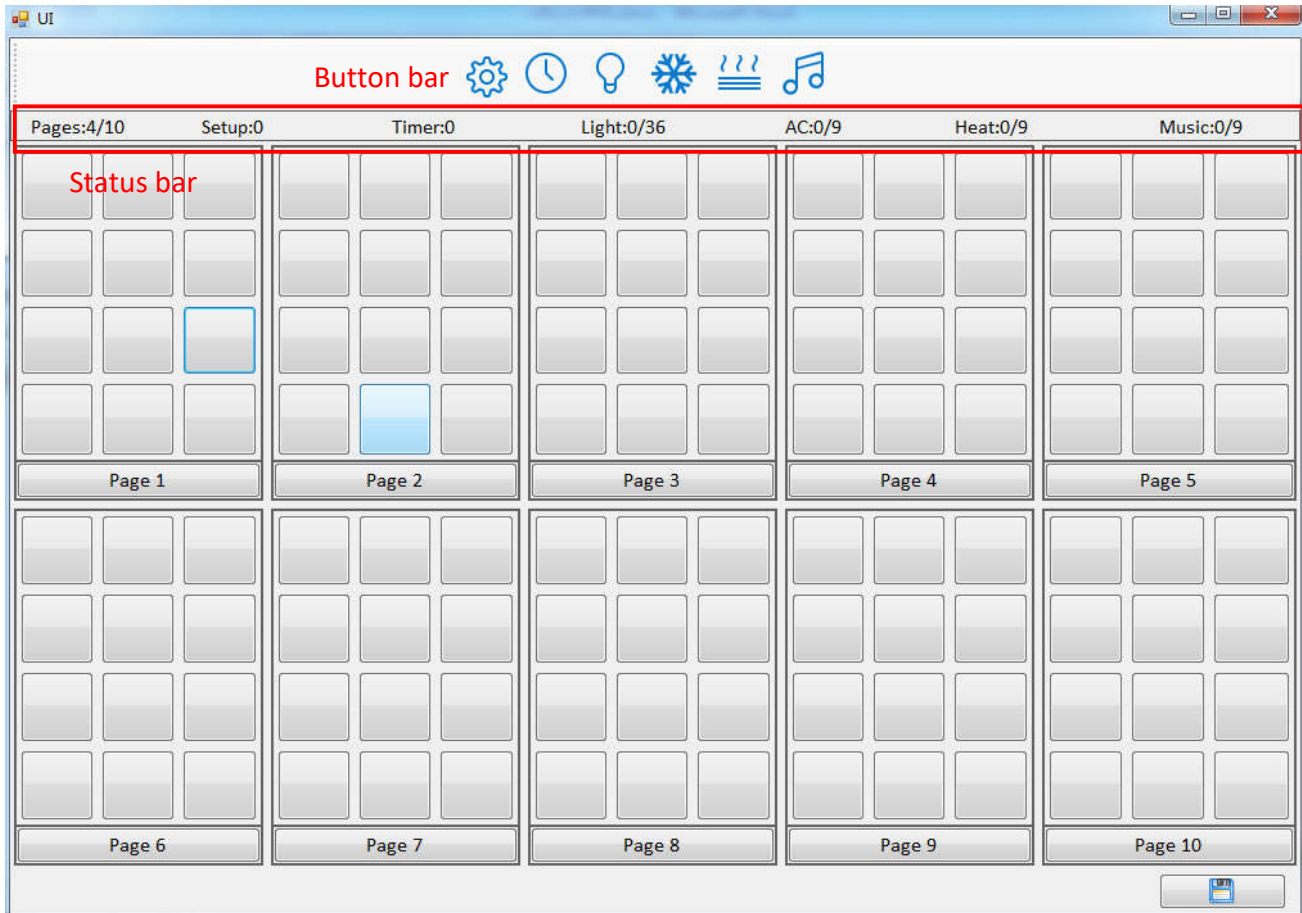 UI
Button bar
Pages:4/10 Setup:0 Timer:0 Light:0/36 AC:0/9 Heat:0/9 Music:0/9
Status bar
Page 1 Page 2 Page 3 Page 4 Page 5
Page 6 Page 7 Page 8 Page 9 Page 10